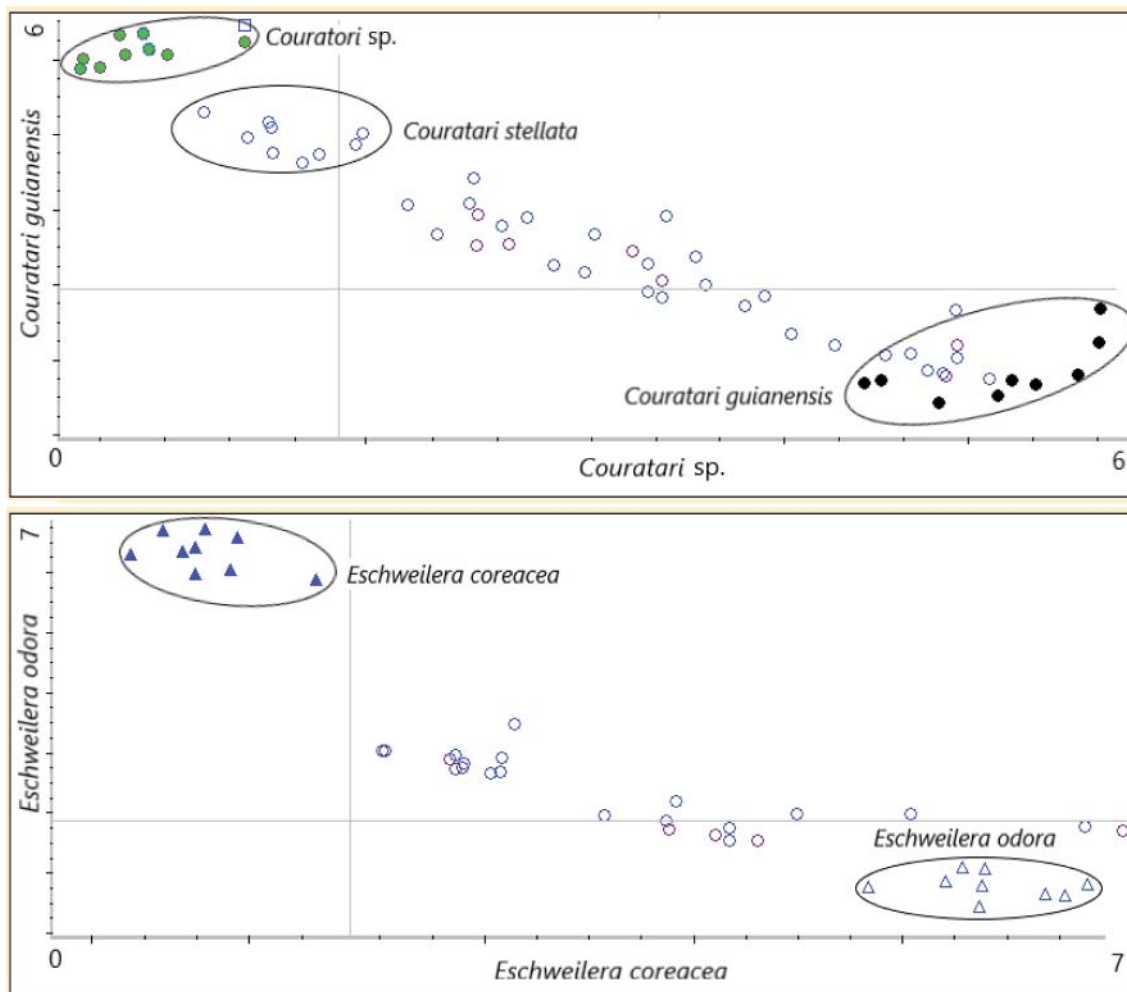 6
Couratori sp.
Couratari stellata
Couratari guianensis
Couratari guianensis
0
Couratari sp.
6
7
Eschweilera coreacea
Eschweilera odora
Eschweilera odora
0
Eschweilera coreacea
7